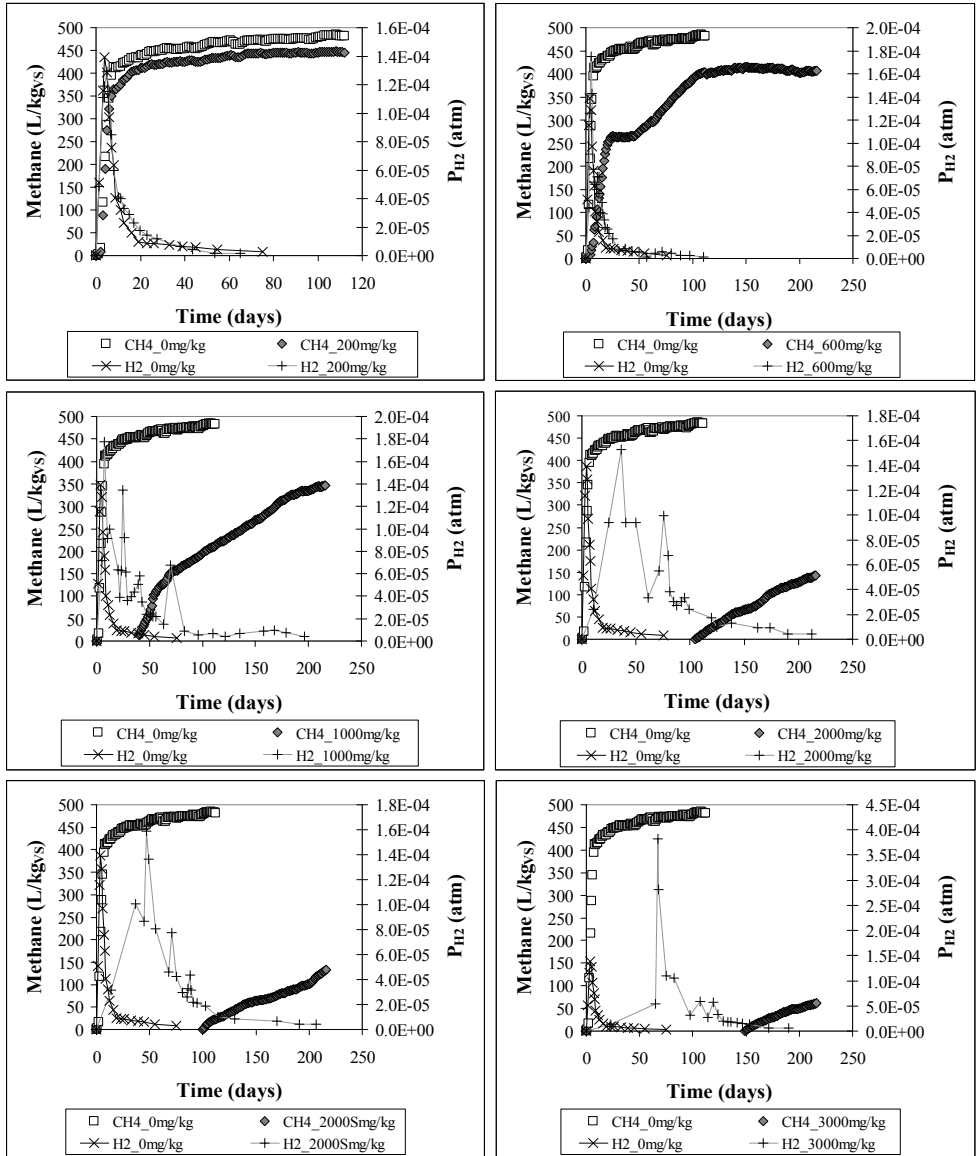 500 450 400 350 300 250 200 150 100 50 0
Methane (L/kgvs)
1.6E-04 1.4E-04 1.2E-04 1.0E-04 8.0E-05 6.0E-05 4.0E-05 2.0E-05 0.0E+00
P_H2 (atm)
0 20 40 60 80 100 120
Time (days)
CH4_0mg/kg CH4_200mg/kg
H2_0mg/kg H2_200mg/kg
500 450 400 350 300 250 200 150 100 50 0
Methane (L/kgvs)
2.0E-04 1.8E-04 1.6E-04 1.4E-04 1.2E-04 1.0E-04 8.0E-05 6.0E-05 4.0E-05 2.0E-05 0.0E+00
P_H2 (atm)
0 50 100 150 200 250
Time (days)
CH4_0mg/kg CH4_600mg/kg
H2_0mg/kg H2_600mg/kg
500 450 400 350 300 250 200 150 100 50 0
Methane (L/kgvs)
2.0E-04 1.8E-04 1.6E-04 1.4E-04 1.2E-04 1.0E-04 8.0E-05 6.0E-05 4.0E-05 2.0E-05 0.0E+00
P_H2 (atm)
0 50 100 150 200 250
Time (days)
CH4_0mg/kg CH4_1000mg/kg
H2_0mg/kg H2_1000mg/kg
500 450 400 350 300 250 200 150 100 50 0
Methane (L/kgvs)
1.8E-04 1.6E-04 1.4E-04 1.2E-04 1.0E-04 8.0E-05 6.0E-05 4.0E-05 2.0E-05 0.0E+00
P_H2 (atm)
0 50 100 150 200 250
Time (days)
CH4_0mg/kg CH4_2000mg/kg
H2_0mg/kg H2_2000mg/kg
500 450 400 350 300 250 200 150 100 50 0
Methane (L/kgvs)
1.8E-04 1.6E-04 1.4E-04 1.2E-04 1.0E-04 8.0E-05 6.0E-05 4.0E-05 2.0E-05 0.0E+00
P_H2 (atm)
0 50 100 150 200 250
Time (days)
CH4_0mg/kg CH4_2000Smg/kg
H2_0mg/kg H2_2000Smg/kg
500 450 400 350 300 250 200 150 100 50 0
Methane (L/kgvs)
4.5E-04 4.0E-04 3.5E-04 3.0E-04 2.5E-04 2.0E-04 1.5E-04 1.0E-04 5.0E-05 0.0E+00
P_H2 (atm)
0 50 100 150 200 250
Time (days)
CH4_0mg/kg CH4_3000mg/kg
H2_0mg/kg H2_3000mg/kg